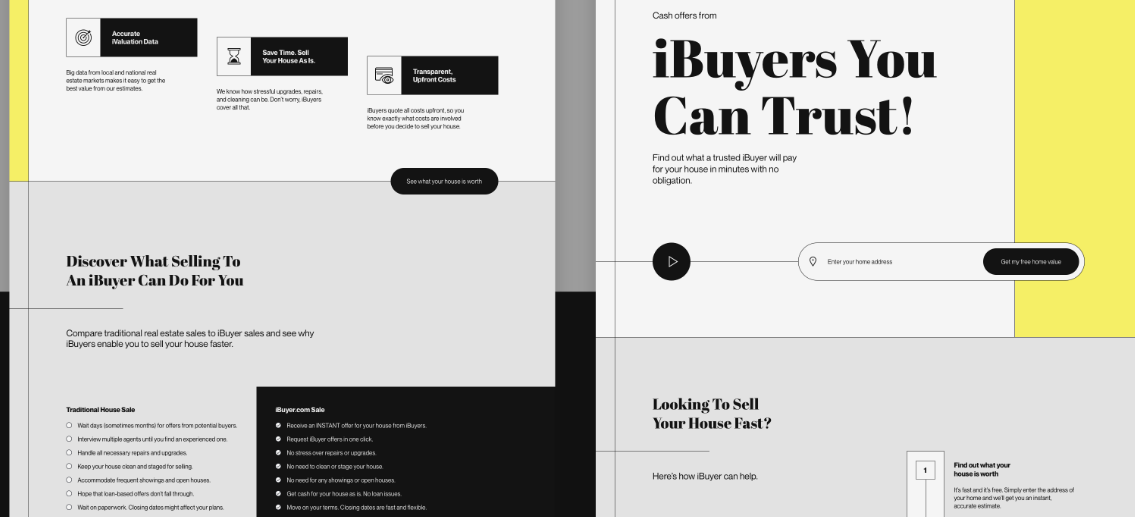 Accurate
iValuation Data
Big data from local and national real
estate markets makes it easy to get the
best value from our estimates.
Save Time. Sell
Your House As Is.
We know how stressful upgrades, repairs,
and cleaning can be. Don't worry, iBuyers
cover all that.
Transparent,
Upfront Costs
iBuyers quote all costs upfront, so you
know exactly what costs are involved
before you decide to sell your house.
See what your house is worth
Discover What Selling To
An iBuyer Can Do For You
Compare traditional real estate sales to iBuyer sales and see why
iBuyers enable you to sell your house faster.
Traditional House Sale
Wait days (sometimes months) for offers from potential buyers.
Interview multiple agents until you find an experienced one.
Handle all necessary repairs and upgrades.
Keep your house clean and staged for selling.
Accommodate frequent showings and open houses.
Hope that loan-based offers don't fall through.
Wait on paperwork. Closing dates might affect your plans.
iBuyer.com Sale
Receive an INSTANT offer for your house from iBuyers.
Request iBuyer offers in one click.
No stress over repairs or upgrades.
No need to clean or stage your house.
No need for any showings or open houses.
Get cash for your house as is. No loan issues.
Move on your terms. Closing dates are fast and flexible.
Cash offers from
iBuyers You
Can Trust!
Find out what a trusted iBuyer will pay
for your house in minutes with no
obligation.
Enter your home address
Get my free home value
Looking To Sell
Your House Fast?
Here's how iBuyer can help.
1
Find out what your
house is worth
It's fast and it's free. Simply enter the address of
your home and we'll get you an instant,
accurate estimate.